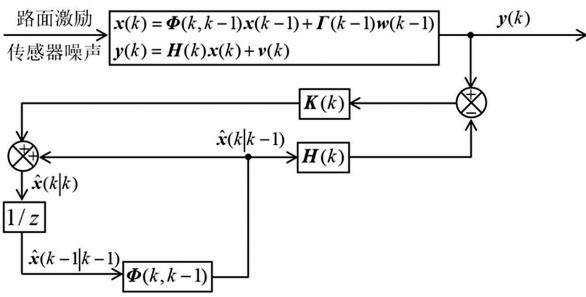 路面激励
传感器噪声
x(k)=Φ(k,k−1)x(k−1)+Γ(k−1)w(k−1)
y(k)=H(k)x(k)+v(k)
y(k)
+
−
K(k)
x̂(k|k−1)
H(k)
+
+
x̂(k|k)
1/z
x̂(k−1|k−1)
Φ(k,k−1)